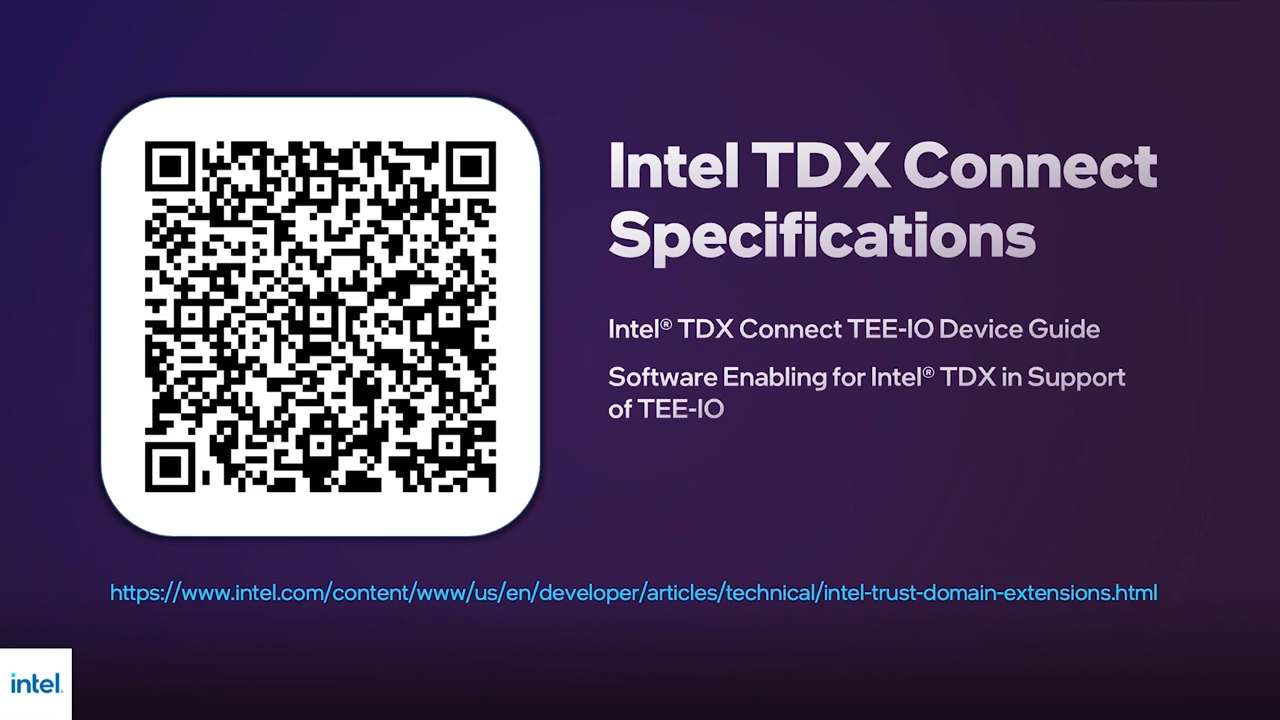 Intel TDX Connect
Specifications
Intel® TDX Connect TEE-IO Device Guide
Software Enabling for Intel® TDX in Support
of TEE-IO
https://www.intel.com/content/www/us/en/developer/articles/technical/intel-trust-domain-extensions.html
intel.